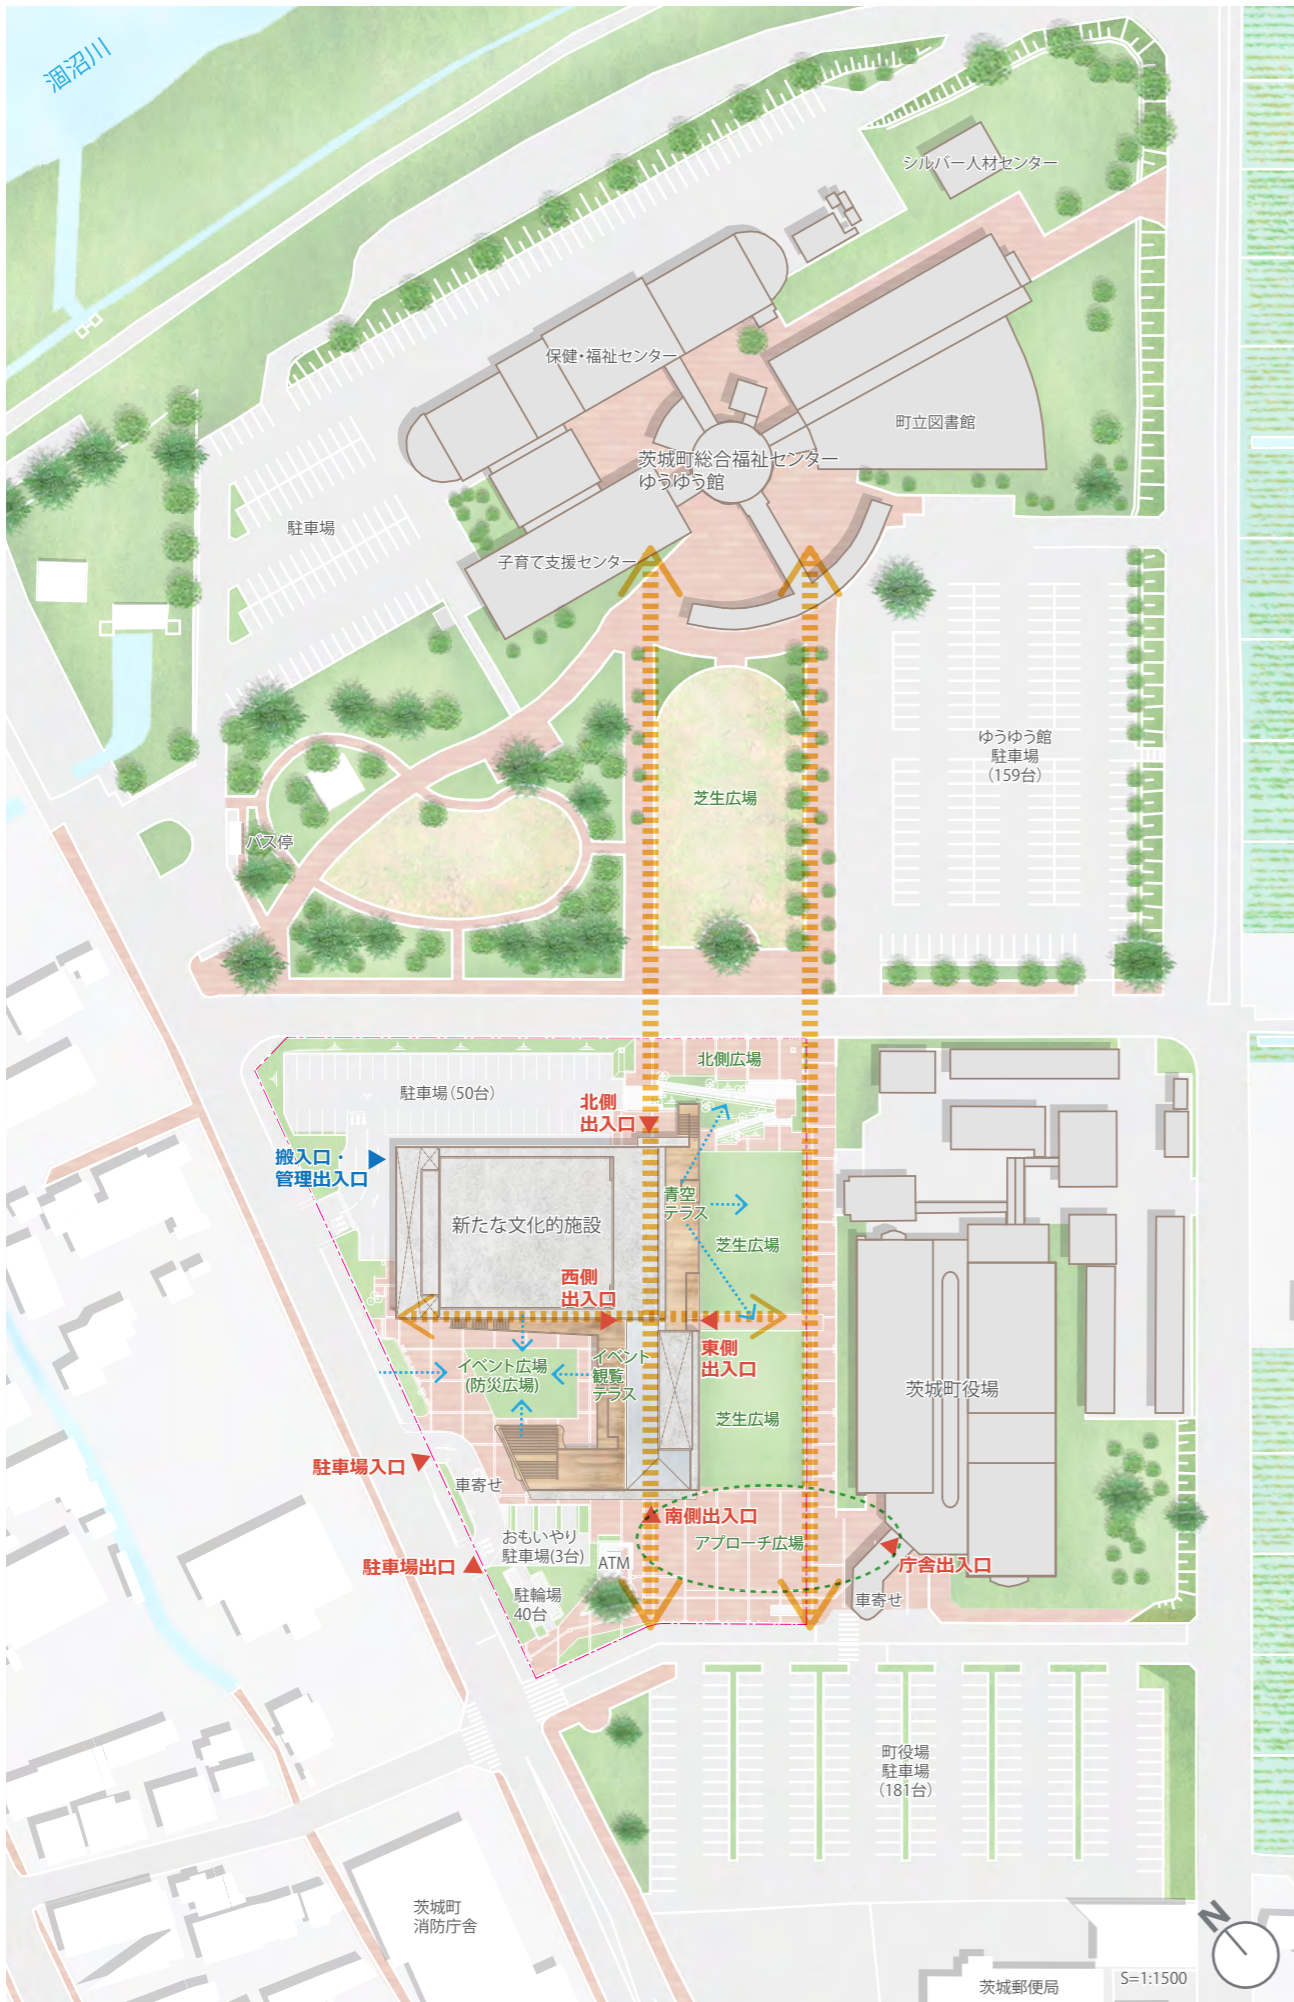 涸沼川
シルバー人材センター
保健・福祉センター
町立図書館
茨城町総合福祉センター
ゆうゆう館
駐車場
子育て支援センター
ゆうゆう館
駐車場
(159台)
芝生広場
バス停
北側広場
駐車場(50台)
北側
出入口
搬入口・
管理出入口
青空
テラス
新たな文化的施設
芝生広場
西側
出入口
東側
出入口
イベント広場
(防災広場)
イベント
観覧
テラス
茨城町役場
芝生広場
駐車場入口
車寄せ
南側出入口
おもいやり
駐車場(3台)
アプローチ広場
駐車場出口
ATM
庁舎出入口
駐輪場
40台
車寄せ
町役場
駐車場
(181台)
茨城町
消防庁舎
N
S=1:1500
茨城郵便局